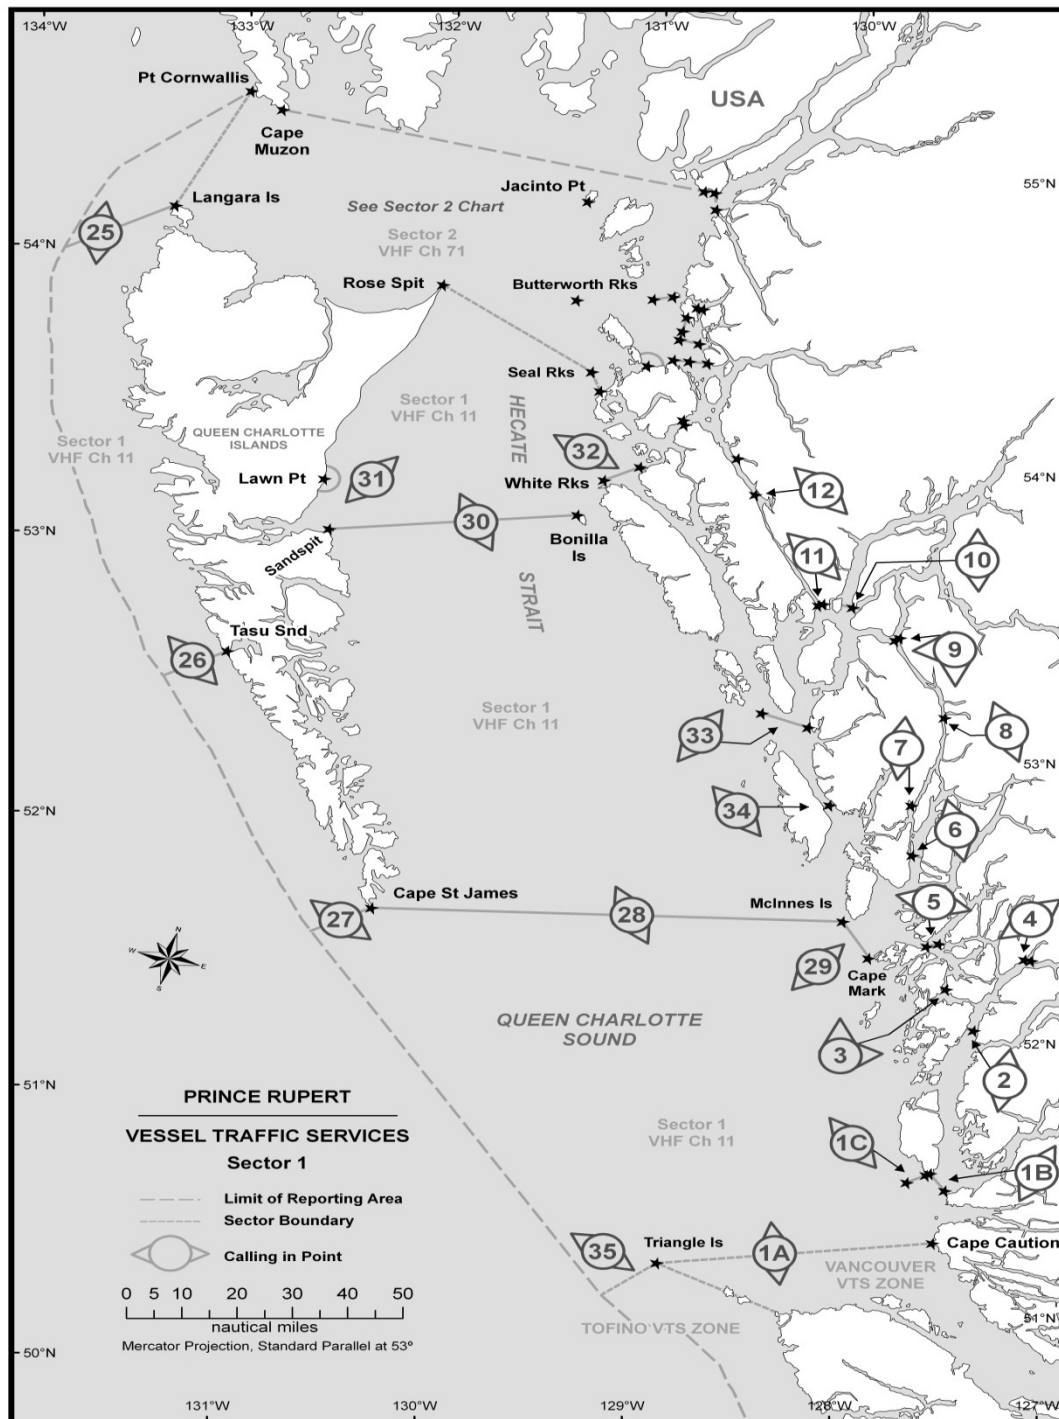 134°W
133°W
132°W
131°W
130°W
Pt Cornwallis
USA
Cape
Muzon
55°N
Jacinto Pt
Langara Is
See Sector 2 Chart
25
Sector 2
VHF Ch 71
54°N
Rose Spit
Butterworth Rks
Seal Rks
Sector 1
VHF Ch 11
HECATE
Sector 1
VHF Ch 11
QUEEN CHARLOTTE
ISLANDS
32
Lawn Pt
31
White Rks
54°N
12
30
53°N
Sandspit
Bonilla
Is
11
10
STRAIT
Tasu Snd
26
9
Sector 1
VHF Ch 11
33
7
8
53°N
52°N
34
6
Cape St James
McInnes Is
5
27
28
4
29
Cape
Mark
QUEEN CHARLOTTE
SOUND
3
52°N
2
51°N
PRINCE RUPERT
VESSEL TRAFFIC SERVICES
Sector 1
Sector 1
VHF Ch 11
1C
1B
Limit of Reporting Area
Sector Boundary
Calling in Point
35
Triangle Is
1A
Cape Caution
VANCOUVER
VTS ZONE
0 10 20 30 40 50
nautical miles
Mercator Projection, Standard Parallel at 53º
TOFINO VTS ZONE
51°N
50°N
131°W
130°W
129°W
128°W
127°W
N
W
E
S